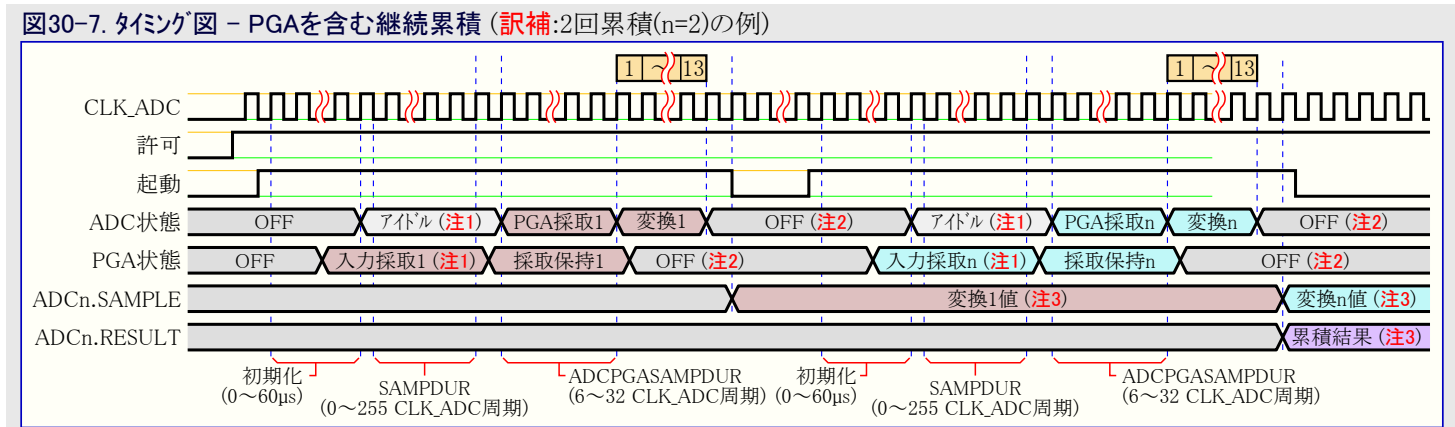 図30-7. タイミング図 - PGAを含む継続累積 (訳補:2回累積(n=2)の例)
1 ～ 13 1 ～ 13
CLK_ADC
許可
起動
ADC状態 OFF アイドル (注1) PGA採取1 変換1 OFF (注2) アイドル (注1) PGA採取n 変換n OFF (注2)
PGA状態 OFF 入力採取1 (注1) 採取保持1 OFF (注2) 入力採取n (注1) 採取保持n OFF (注2)
ADCn.SAMPLE 変換1値 (注3) 変換n値 (注3)
ADCn.RESULT 累積結果 (注3)
初期化
(0～60µs)
SAMPDUR
(0～255 CLK_ADC周期)
ADCPGASAMPDUR
(6～32 CLK_ADC周期)
初期化
(0～60µs)
SAMPDUR
(0～255 CLK_ADC周期)
ADCPGASAMPDUR
(6～32 CLK_ADC周期)